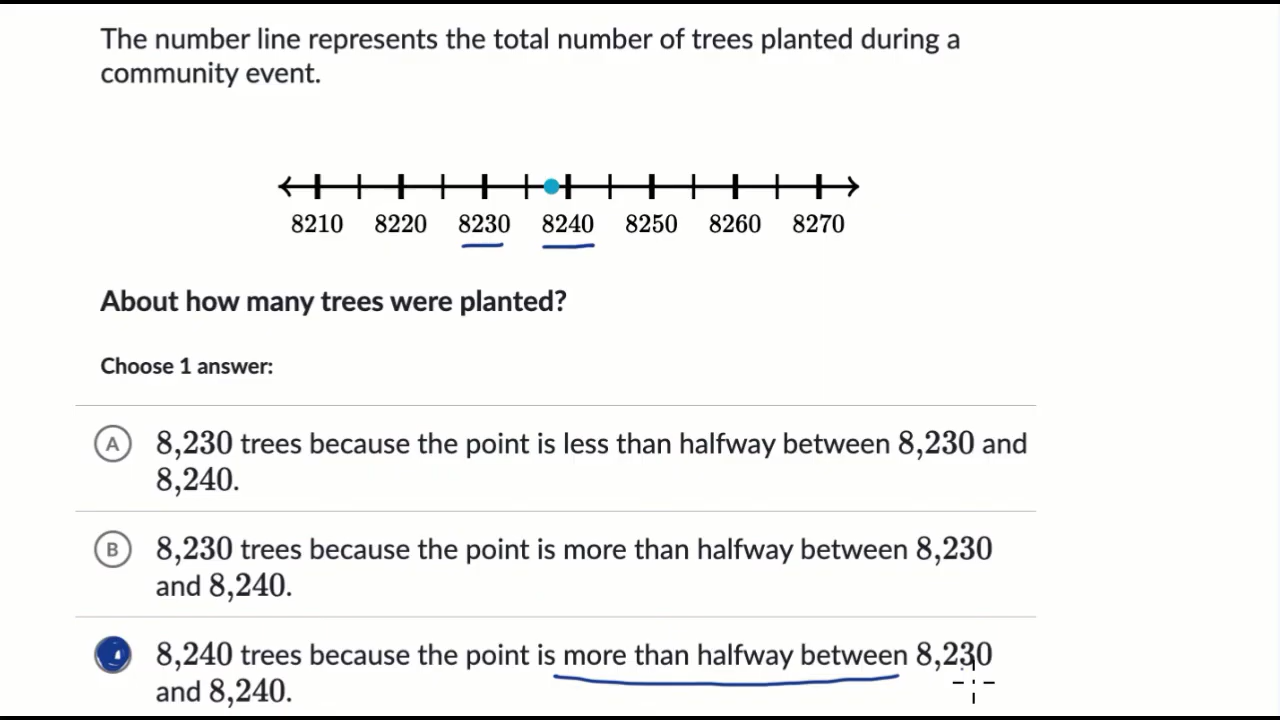 The number line represents the total number of trees planted during a
community event.
8210 8220 8230 8240 8250 8260 8270
About how many trees were planted?
Choose 1 answer:
A 8,230 trees because the point is less than halfway between 8,230 and
8,240.
B 8,230 trees because the point is more than halfway between 8,230
and 8,240.
8,240 trees because the point is more than halfway between 8,230
and 8,240.